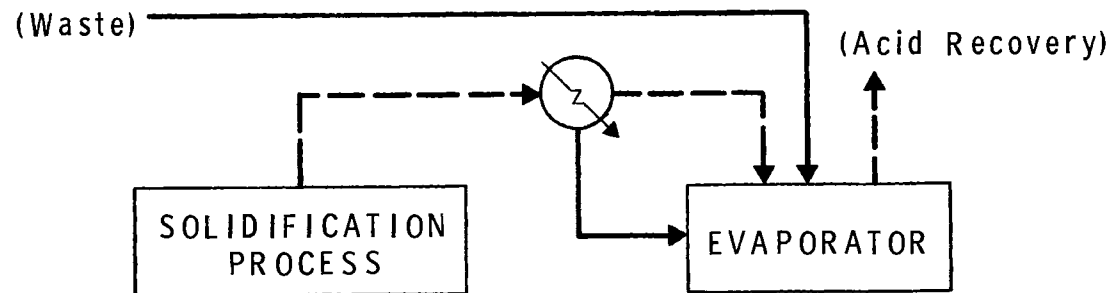 (Waste)
(Acid Recovery)
SOLIDIFICATION
PROCESS
EVAPORATOR